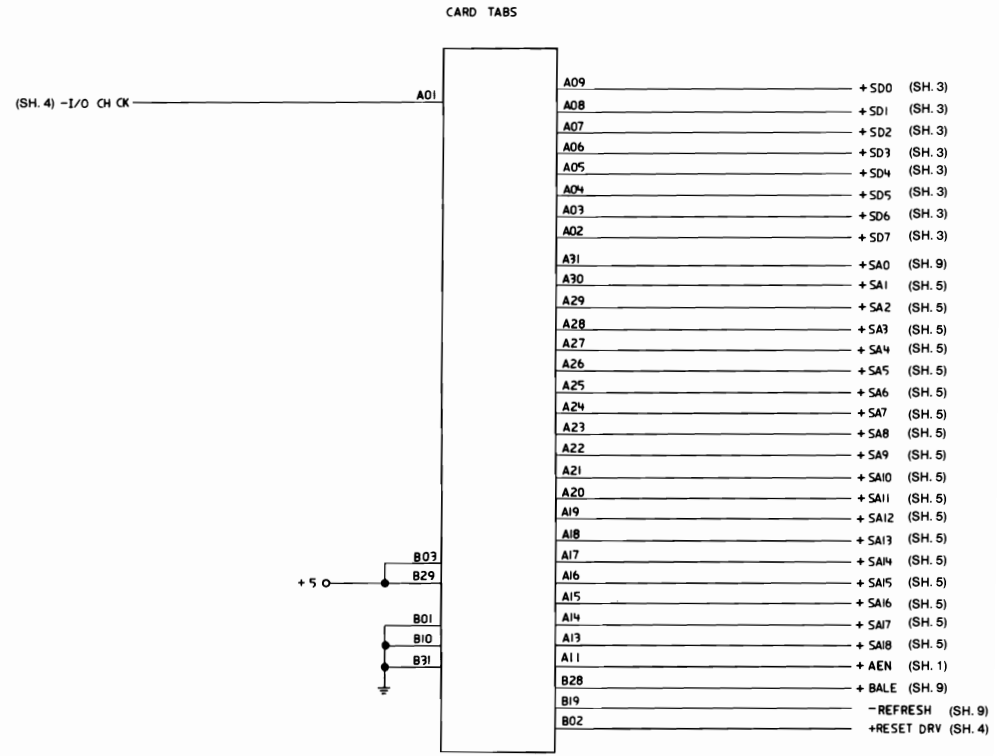 CARD TABS
(SH. 4) -I/O CH CK A01
A09 + SD0 (SH. 3)
A08 + SD1 (SH. 3)
A07 + SD2 (SH. 3)
A06 + SD3 (SH. 3)
A05 + SD4 (SH. 3)
A04 + SD5 (SH. 3)
A03 + SD6 (SH. 3)
A02 + SD7 (SH. 3)
A31 + SA0 (SH. 9)
A30 + SA1 (SH. 5)
A29 + SA2 (SH. 5)
A28 + SA3 (SH. 5)
A27 + SA4 (SH. 5)
A26 + SA5 (SH. 5)
A25 + SA6 (SH. 5)
A24 + SA7 (SH. 5)
A23 + SA8 (SH. 5)
A22 + SA9 (SH. 5)
A21 + SA10 (SH. 5)
A20 + SA11 (SH. 5)
A19 + SA12 (SH. 5)
A18 + SA13 (SH. 5)
B03 A17 + SA14 (SH. 5)
+ 5 B29 A16 + SA15 (SH. 5)
A15 + SA16 (SH. 5)
B01 A14 + SA17 (SH. 5)
B10 A13 + SA18 (SH. 5)
B31 A11 + AEN (SH. 1)
B28 + BALE (SH. 9)
B19 -REFRESH (SH. 9)
B02 +RESET DRV (SH. 4)